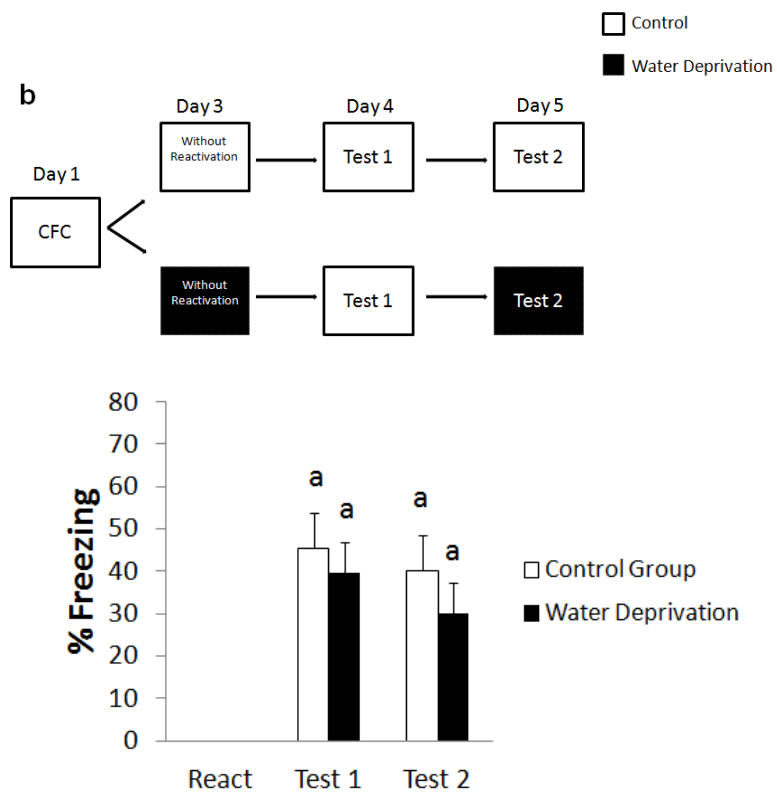 Control
Water Deprivation
b
Day 3
Day 4
Day 5
Without
Reactivation
Test 1
Test 2
Day 1
CFC
Without
Reactivation
Test 1
Test 2
80
70
60
50
40
30
20
10
0
% Freezing
a
a
a
a
Control Group
Water Deprivation
React
Test 1
Test 2